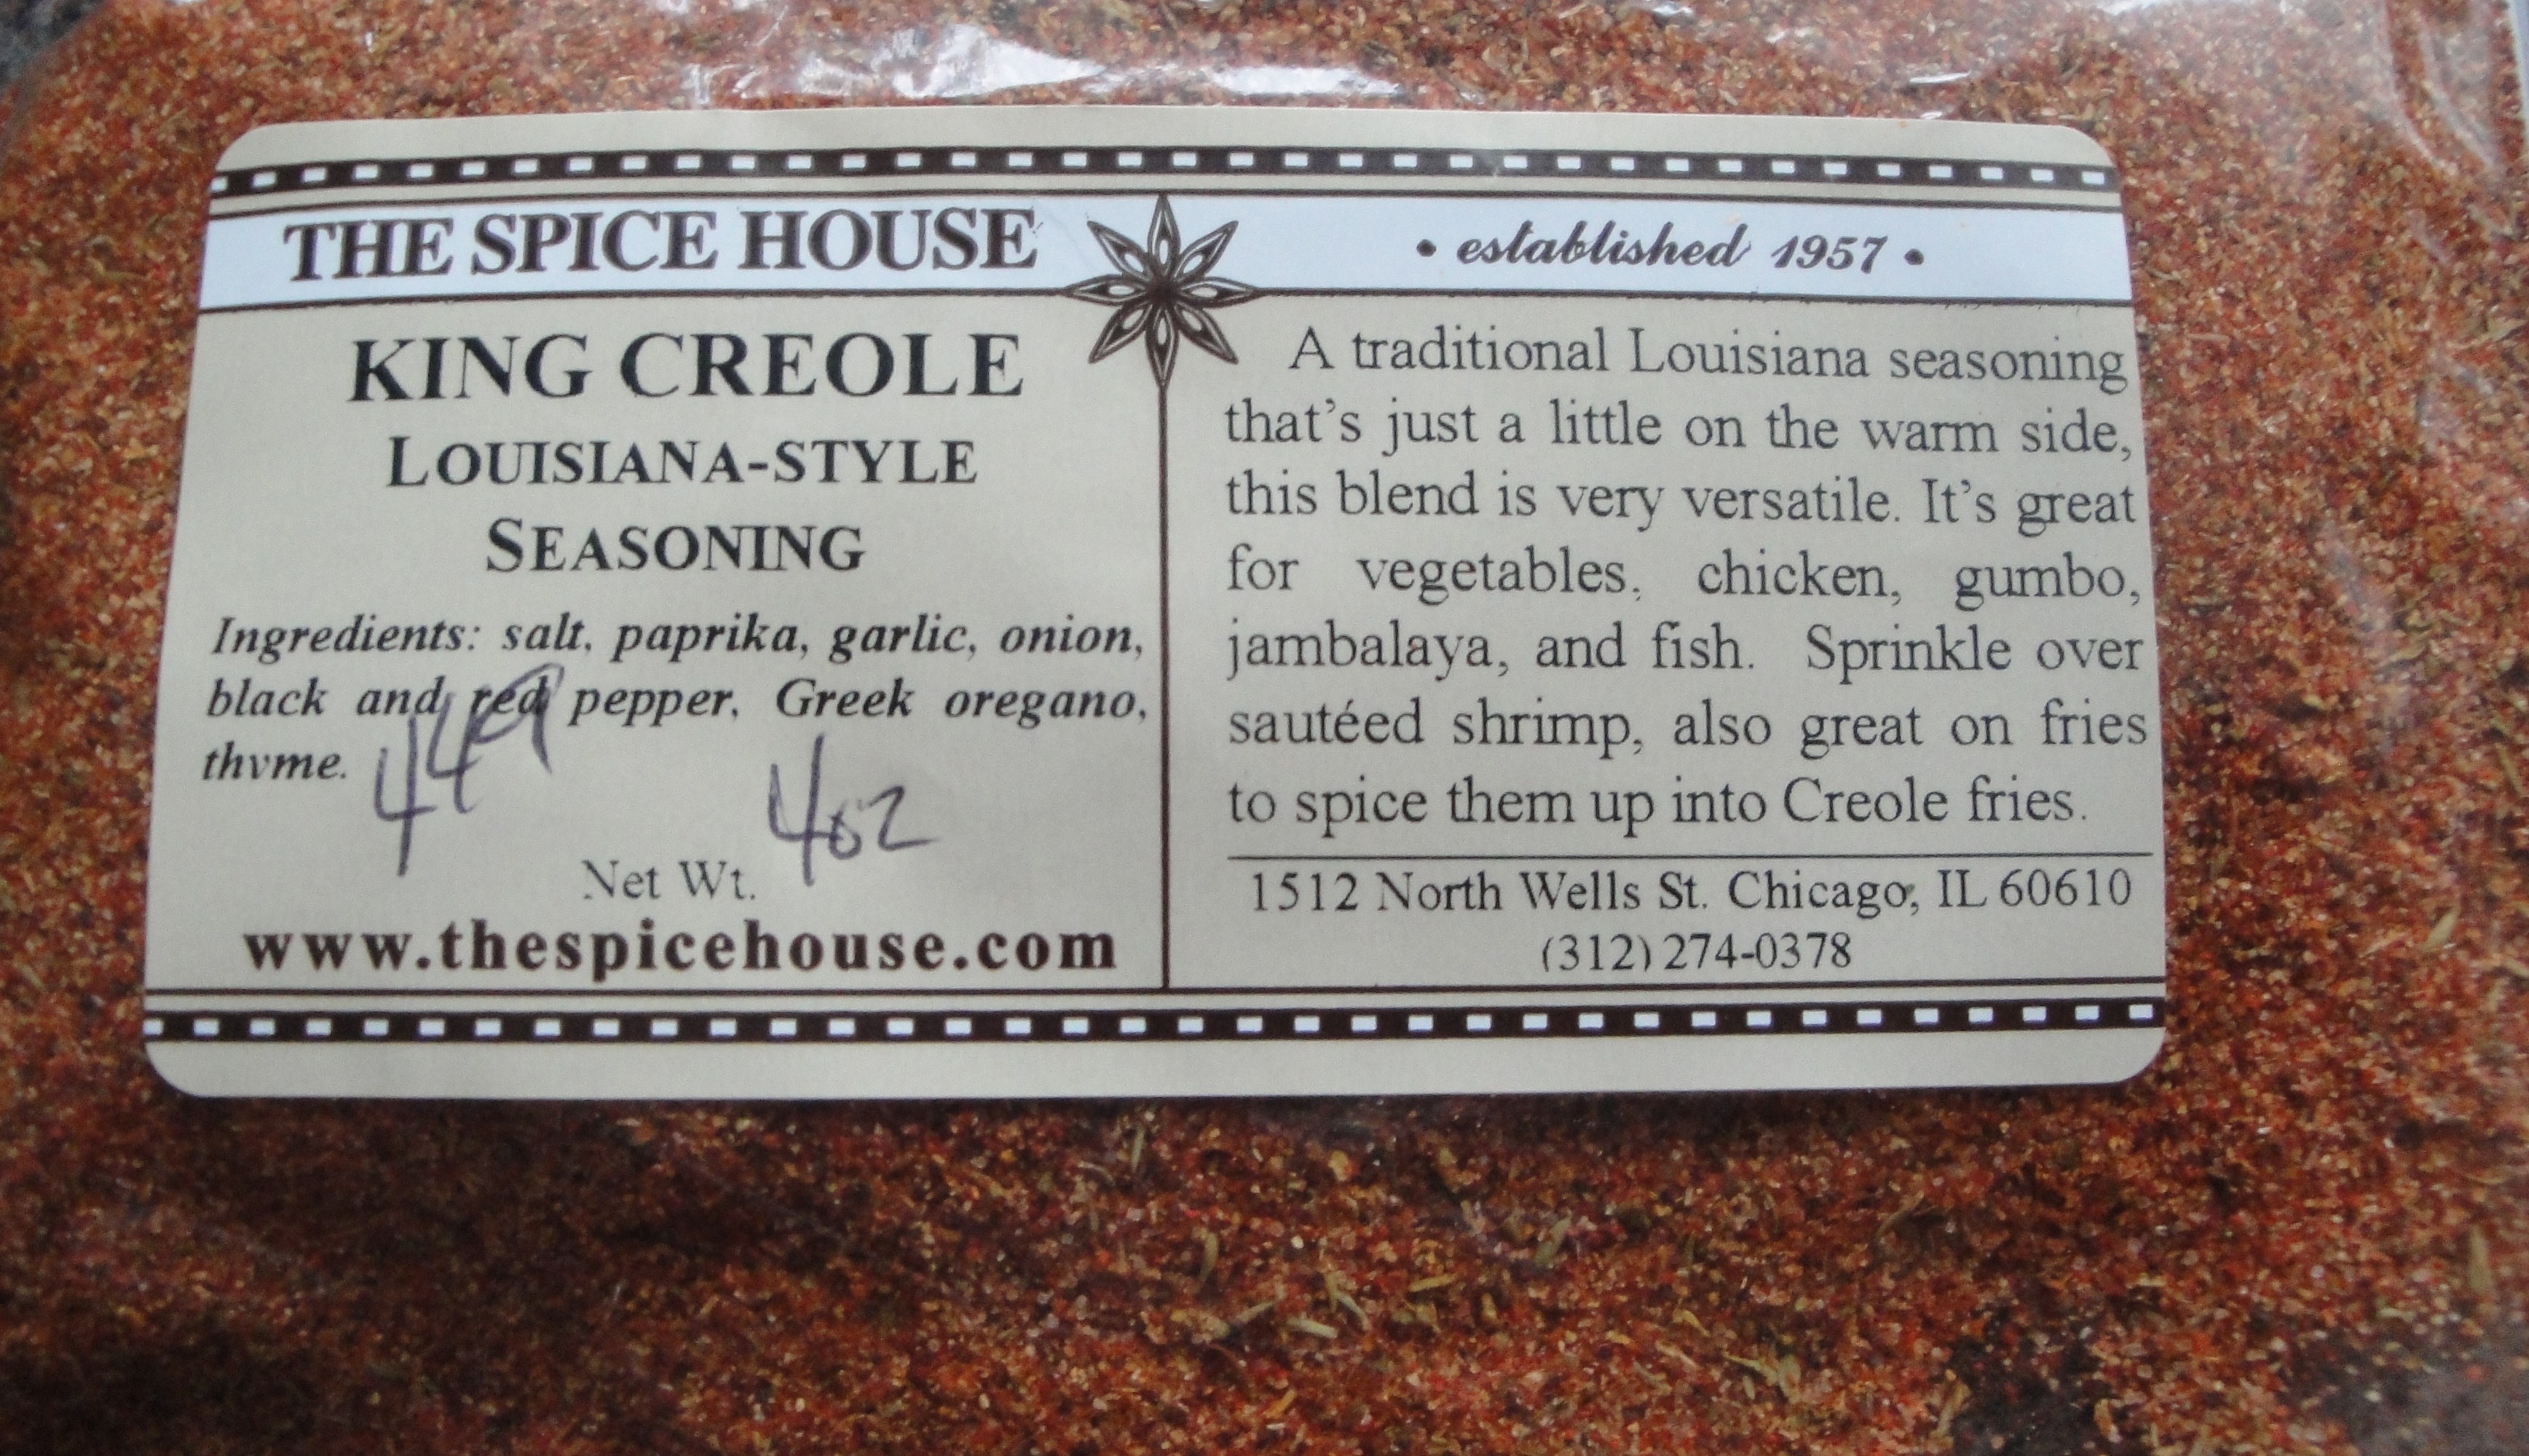 THE SPICE HOUSE
• established 1957 •
KING CREOLE
LOUISIANA-STYLE
SEASONING
Ingredients: salt, paprika, garlic, onion,
black and red pepper, Greek oregano,
thyme.
449
Net Wt. 4oz
www.thespicehouse.com
A traditional Louisiana seasoning
that's just a little on the warm side,
this blend is very versatile. It's great
for vegetables, chicken, gumbo,
jambalaya, and fish. Sprinkle over
sautéed shrimp, also great on fries
to spice them up into Creole fries.
1512 North Wells St. Chicago, IL 60610
(312) 274-0378